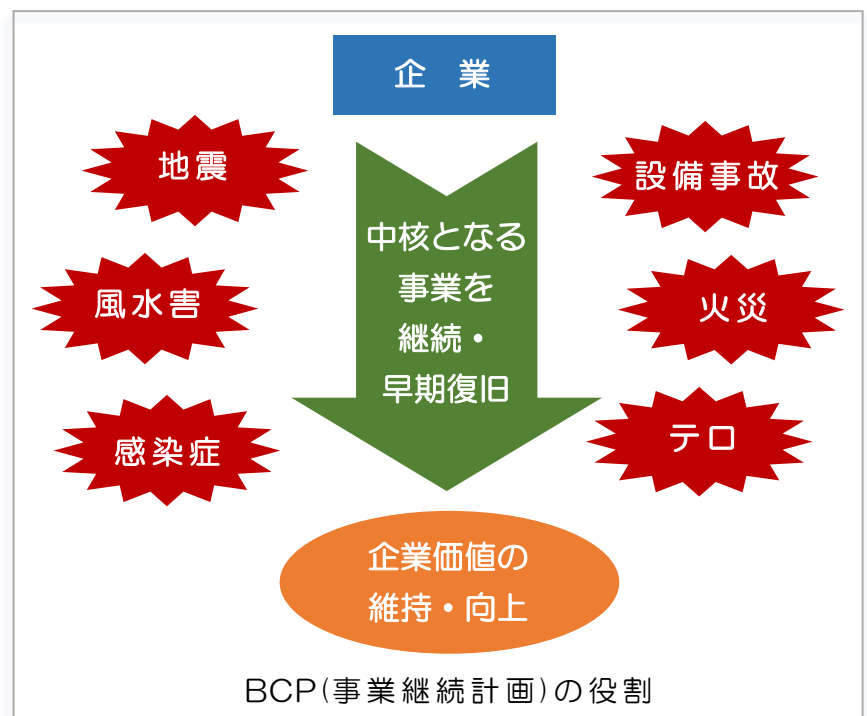 企 業
地震
設備事故
中核となる
事業を
継続・
早期復旧
風水害
火災
感染症
テロ
企業価値の
維持・向上
BCP(事業継続計画)の役割